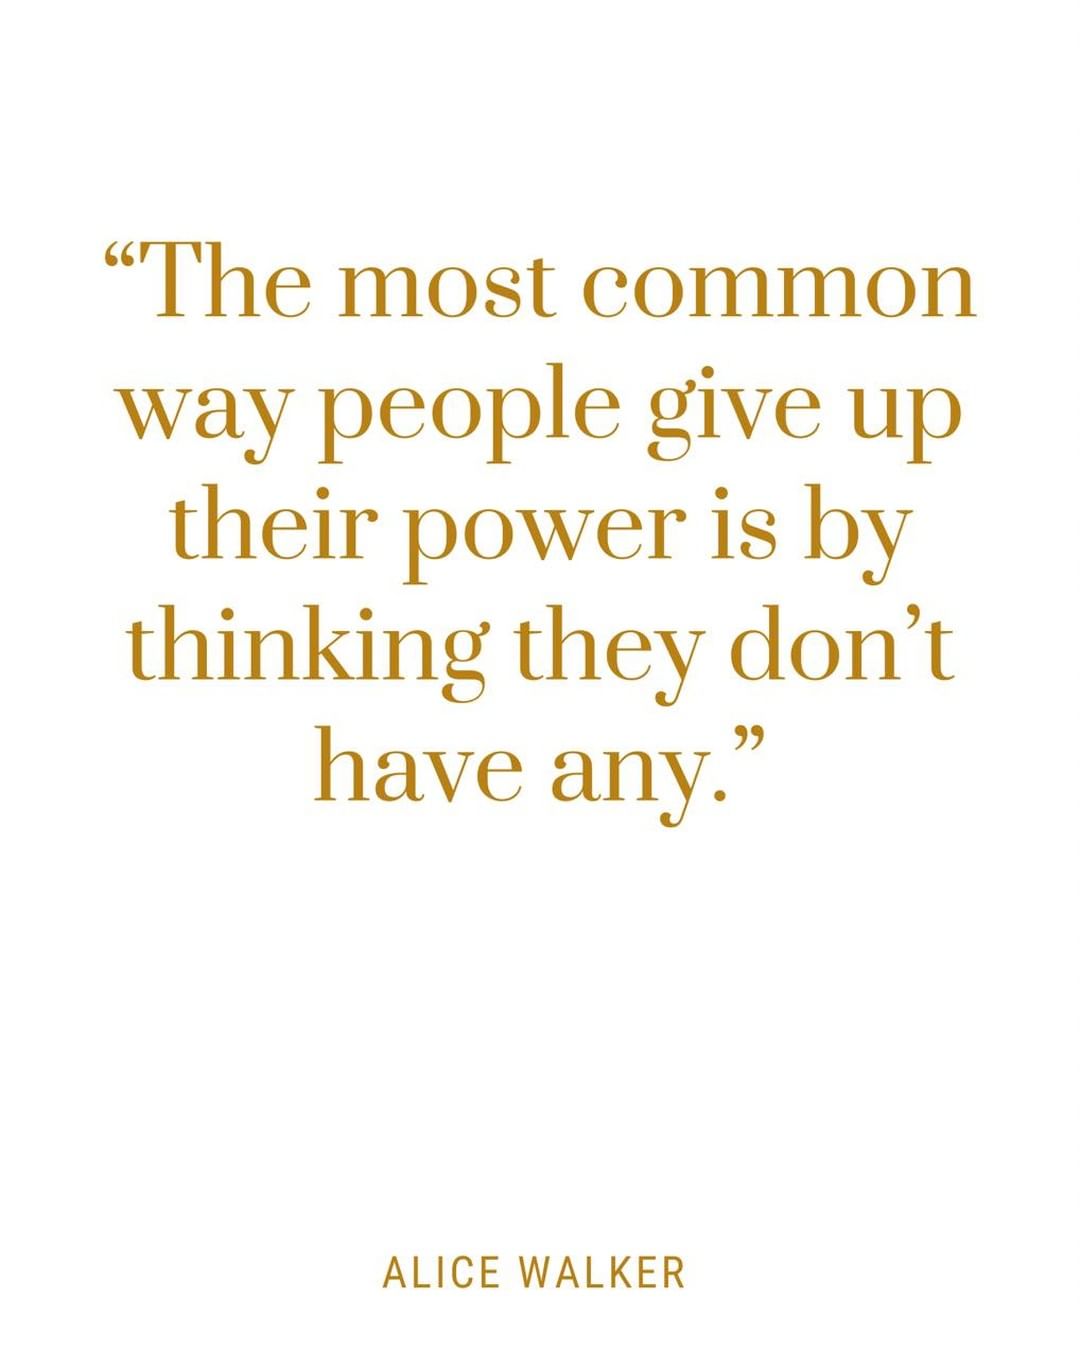 “The most common
way people give up
their power is by
thinking they don’t
have any.”
ALICE WALKER